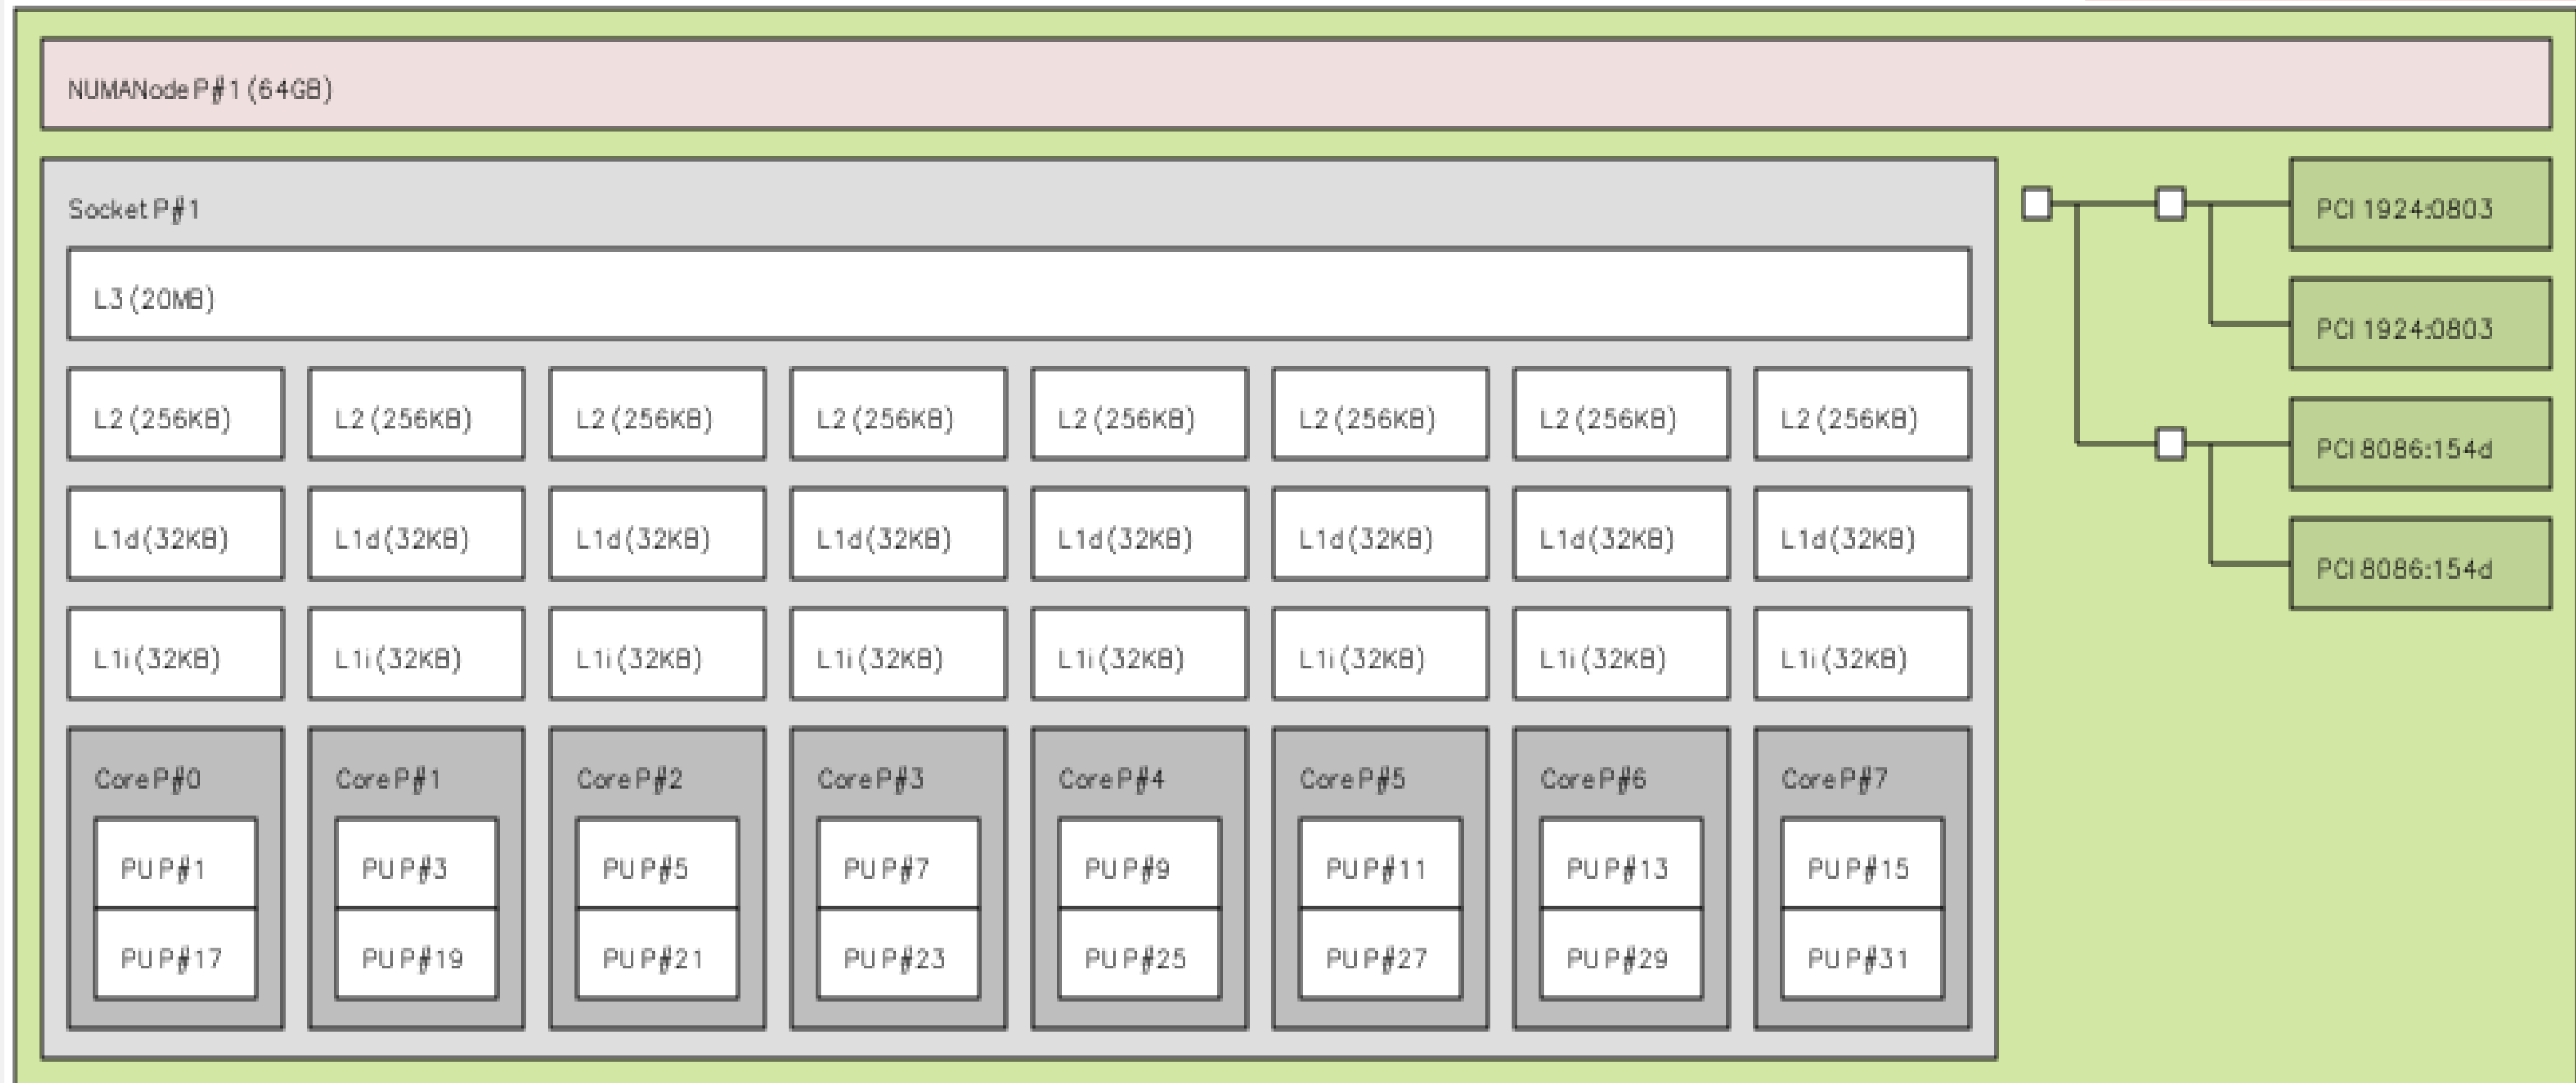 NUMANode P#1 (64GB)
Socket P#1
L3 (20MB)
L2 (256KB) L2 (256KB) L2 (256KB) L2 (256KB) L2 (256KB) L2 (256KB) L2 (256KB) L2 (256KB)
L1d (32KB) L1d (32KB) L1d (32KB) L1d (32KB) L1d (32KB) L1d (32KB) L1d (32KB) L1d (32KB)
L1i (32KB) L1i (32KB) L1i (32KB) L1i (32KB) L1i (32KB) L1i (32KB) L1i (32KB) L1i (32KB)
Core P#0 Core P#1 Core P#2 Core P#3 Core P#4 Core P#5 Core P#6 Core P#7
PU P#1 PU P#3 PU P#5 PU P#7 PU P#9 PU P#11 PU P#13 PU P#15
PU P#17 PU P#19 PU P#21 PU P#23 PU P#25 PU P#27 PU P#29 PU P#31
PCI 1924:0803
PCI 1924:0803
PCI 8086:154d
PCI 8086:154d